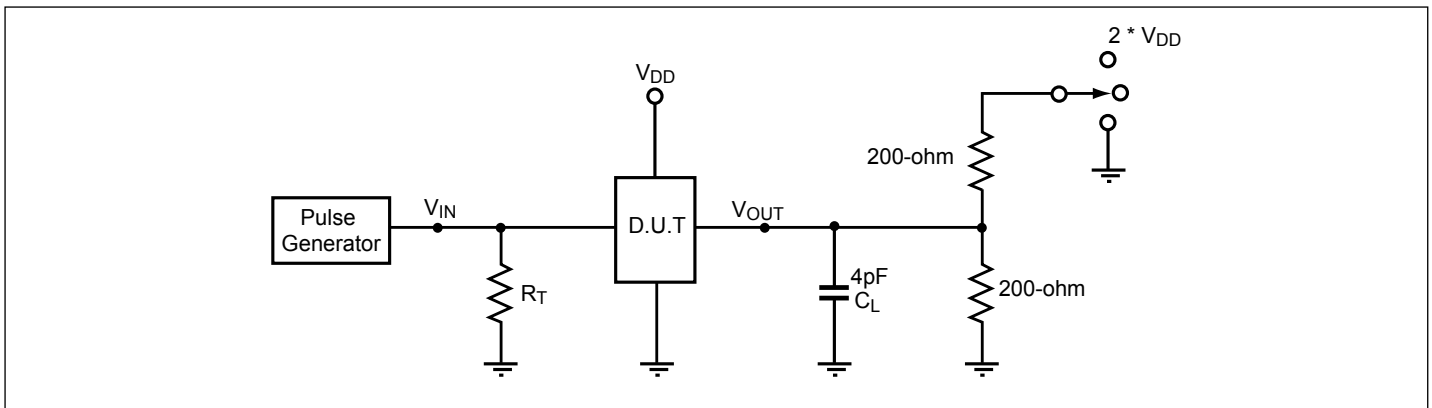 2 * VDD
VDD
200-ohm
Pulse
Generator
VIN
D.U.T
VOUT
RT
4pF
CL
200-ohm